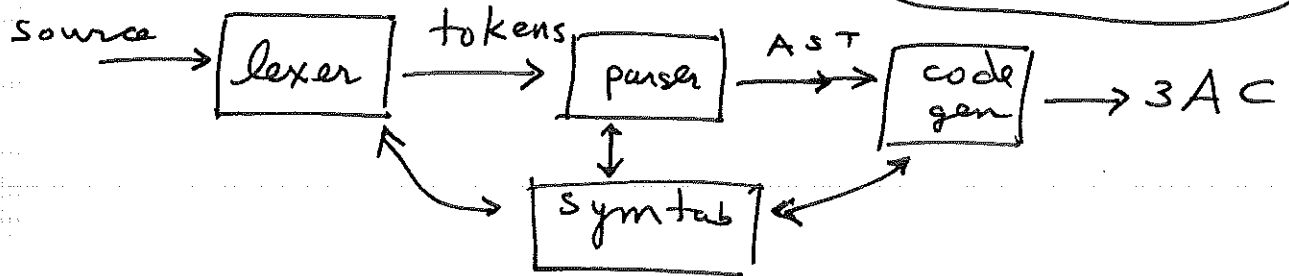 source
lexer
tokens
parser
AST
code
gen
3AC
symtab